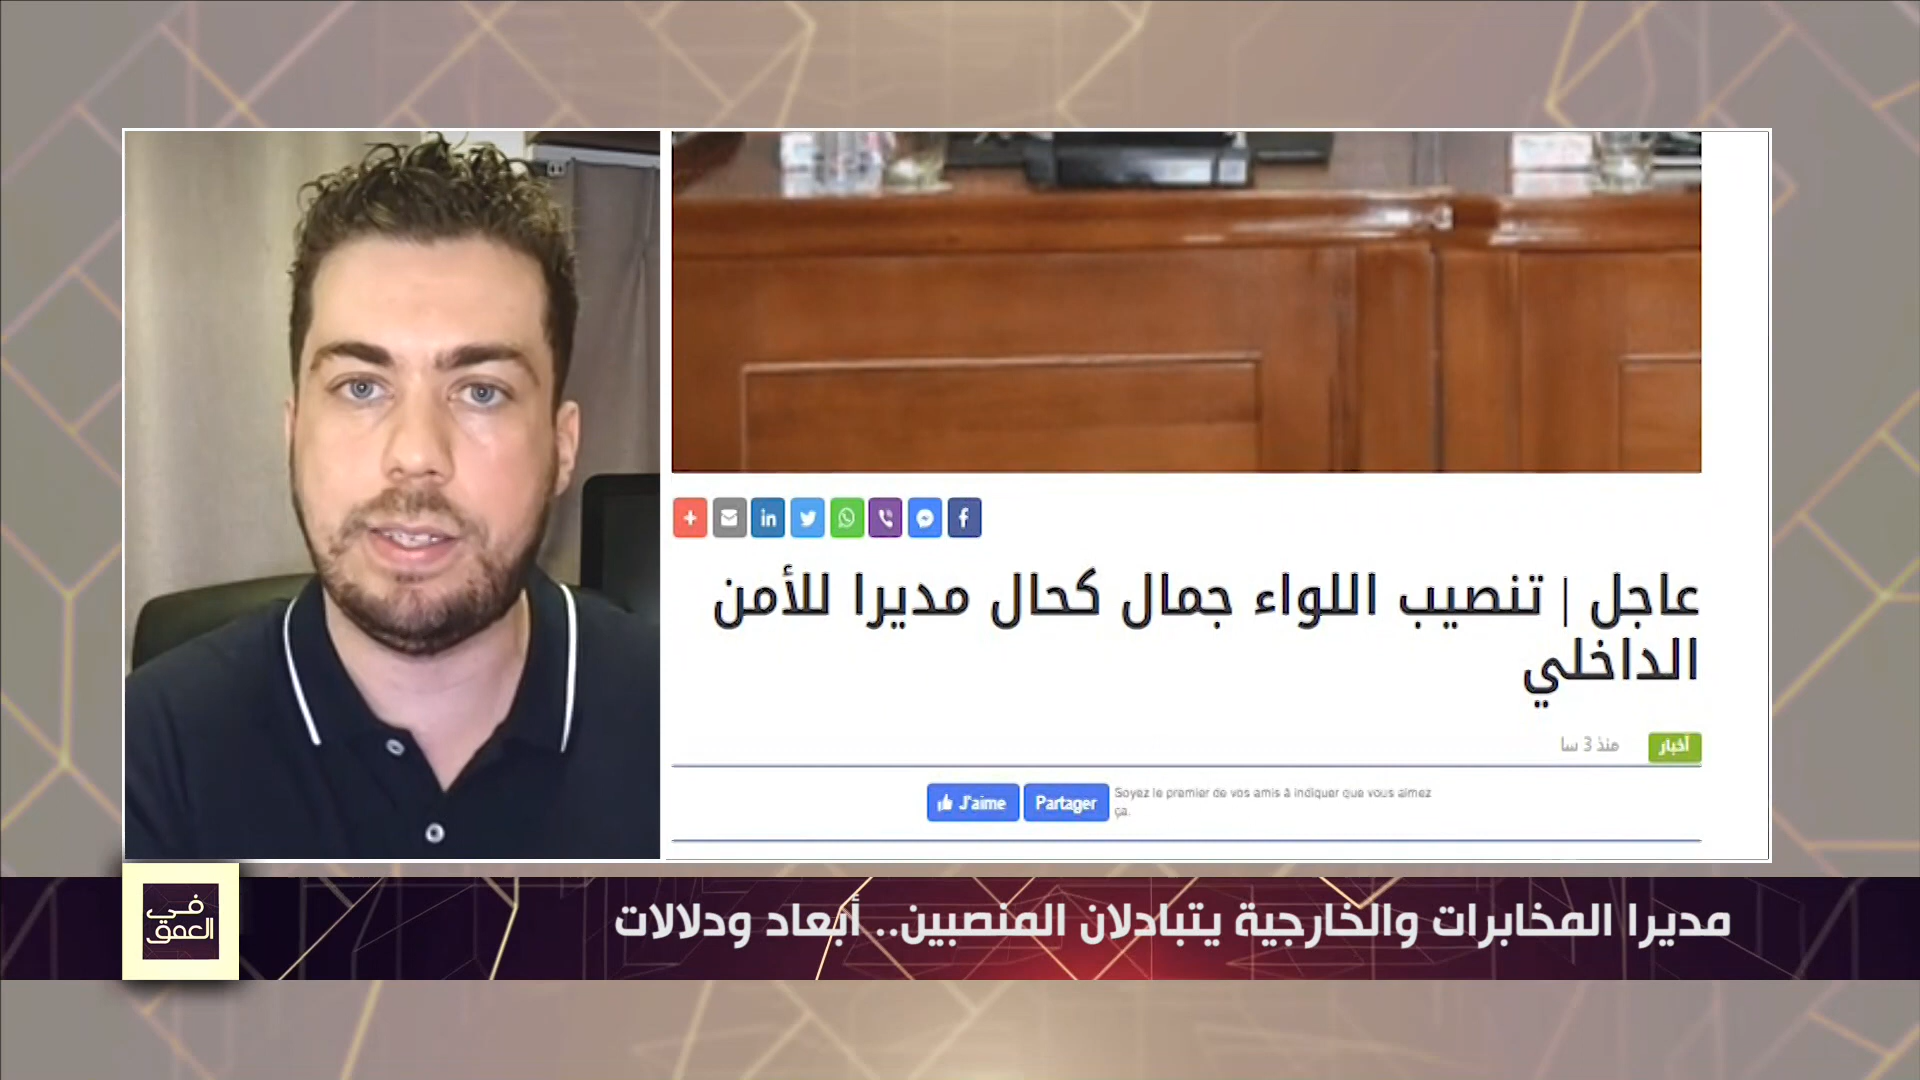 عاجل | تنصيب اللواء جمال كحال مديرا للأمن
الداخلي
أخبار
منذ 3 سا
J'aime
Partager
Soyez le premier de vos amis à indiquer que vous aimez
ça.
في
العمق
مديرا المخابرات والخارجية يتبادلان المنصبين.. أبعاد ودلالات